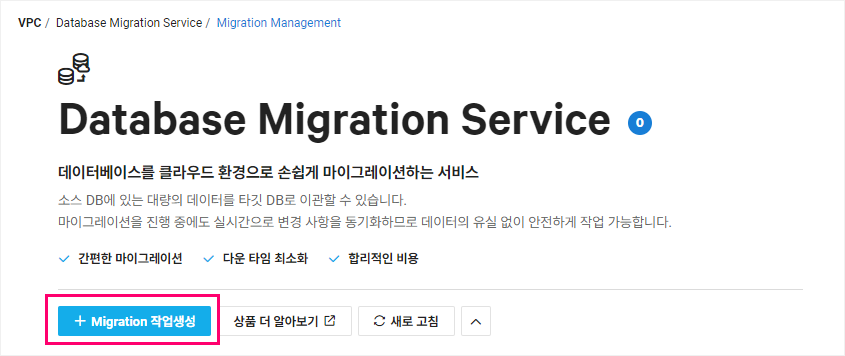 VPC / Database Migration Service / Migration Management
Database Migration Service 0
데이터베이스를 클라우드 환경으로 손쉽게 마이그레이션하는 서비스
소스 DB에 있는 대량의 데이터를 타깃 DB로 이관할 수 있습니다.
마이그레이션을 진행 중에도 실시간으로 변경 사항을 동기화하므로 데이터의 유실 없이 안전하게 작업 가능합니다.
간편한 마이그레이션 다운 타임 최소화 합리적인 비용
+ Migration 작업생성 상품 더 알아보기 새로 고침